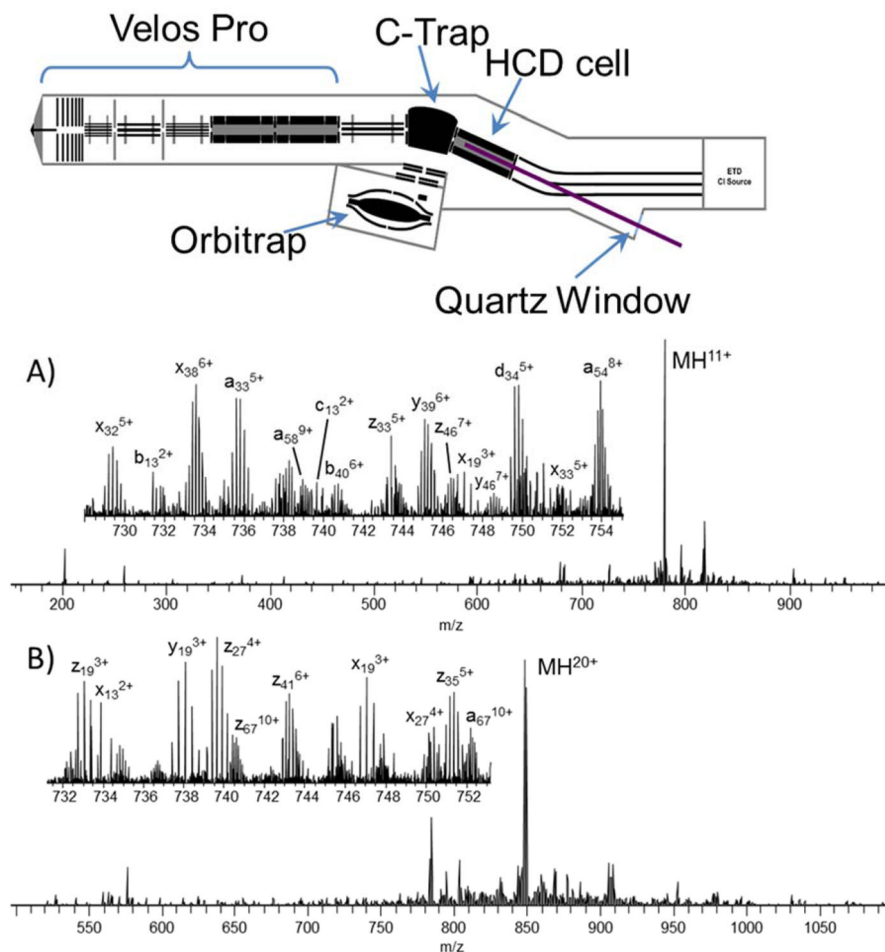 Velos Pro
C-Trap
HCD cell
ETD
CI Source
Orbitrap
Quartz Window
A)
x₃₂⁵⁺
b₁₃²⁺
x₃₈⁶⁺
a₃₃⁵⁺
a₅₈⁹⁺
c₁₃²⁺
b₄₀⁶⁺
z₃₃⁵⁺
y₃₉⁶⁺
z₄₆⁷⁺
x₁₉³⁺
y₄₆⁷⁺
d₃₄⁵⁺
x₃₃⁵⁺
a₅₄⁸⁺
MH¹¹⁺
730 732 734 736 738 740 742 744 746 748 750 752 754
200 300 400 500 600 700 800 900
m/z
B)
z₁₉³⁺
x₁₃²⁺
y₁₉³⁺
z₂₇⁴⁺
z₆₇¹⁰⁺
z₄₁⁶⁺
x₁₉³⁺
x₂₇⁴⁺
z₃₅⁵⁺
a₆₇¹⁰⁺
MH²⁰⁺
732 734 736 738 740 742 744 746 748 750 752
550 600 650 700 750 800 850 900 950 1000 1050
m/z